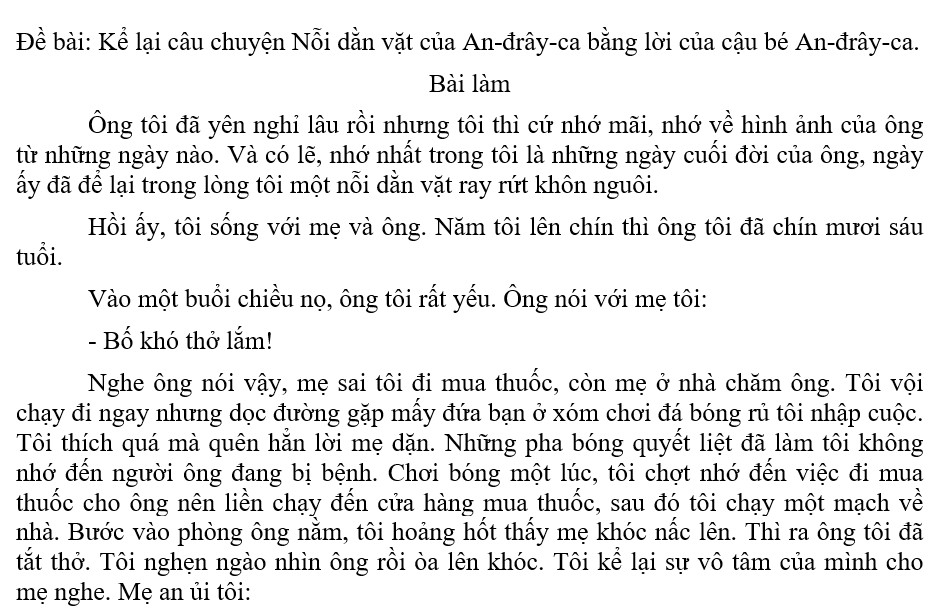 Đề bài: Kể lại câu chuyện Nỗi dằn vặt của An-đrây-ca bằng lời của cậu bé An-đrây-ca.
Bài làm
Ông tôi đã yên nghỉ lâu rồi nhưng tôi thì cứ nhớ mãi, nhớ về hình ảnh của ông
từ những ngày nào. Và có lẽ, nhớ nhất trong tôi là những ngày cuối đời của ông, ngày
ấy đã để lại trong lòng tôi một nỗi dằn vặt ray rứt khôn nguôi.
Hồi ấy, tôi sống với mẹ và ông. Năm tôi lên chín thì ông tôi đã chín mươi sáu
tuổi.
Vào một buổi chiều nọ, ông tôi rất yếu. Ông nói với mẹ tôi:
- Bố khó thở lắm!
Nghe ông nói vậy, mẹ sai tôi đi mua thuốc, còn mẹ ở nhà chăm ông. Tôi vội
chạy đi ngay nhưng dọc đường gặp mấy đứa bạn ở xóm chơi đá bóng rủ tôi nhập cuộc.
Tôi thích quá mà quên hẳn lời mẹ dặn. Những pha bóng quyết liệt đã làm tôi không
nhớ đến người ông đang bị bệnh. Chơi bóng một lúc, tôi chợt nhớ đến việc đi mua
thuốc cho ông nên liền chạy đến cửa hàng mua thuốc, sau đó tôi chạy một mạch về
nhà. Bước vào phòng ông nằm, tôi hoảng hốt thấy mẹ khóc nấc lên. Thì ra ông tôi đã
tắt thở. Tôi nghẹn ngào nhìn ông rồi òa lên khóc. Tôi kể lại sự vô tâm của mình cho
mẹ nghe. Mẹ an ủi tôi: